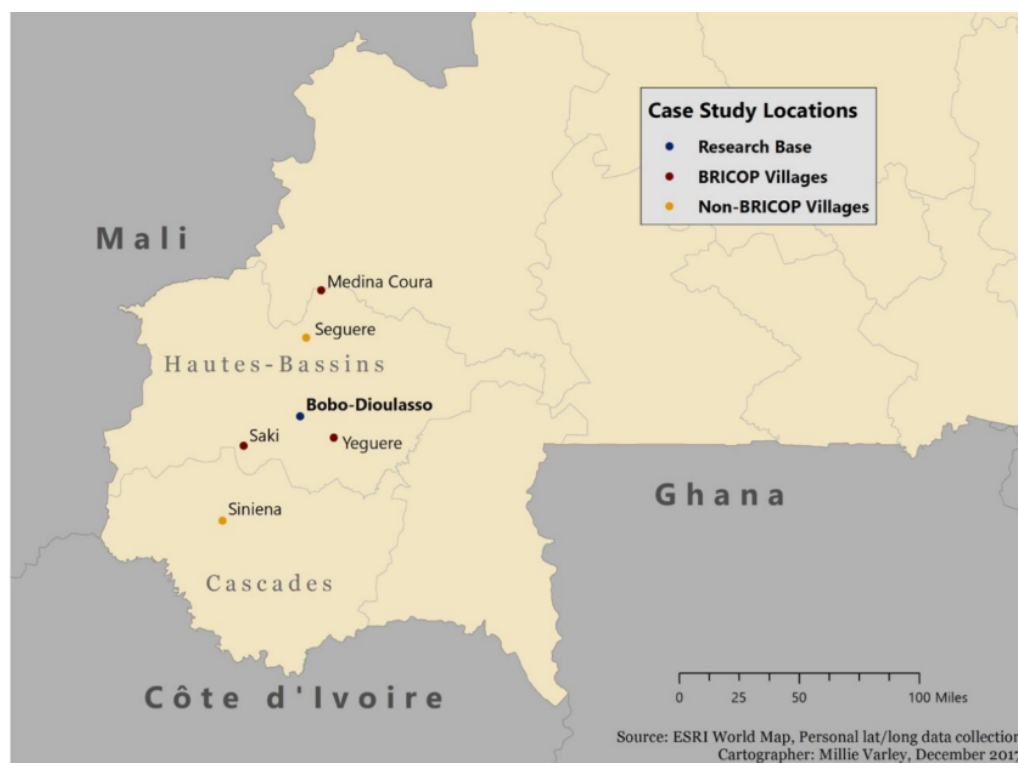 Case Study Locations
Research Base
BRICOP Villages
Non-BRICOP Villages
Mali
Medina Coura
Seguere
Hautes-Bassins
Bobo-Dioulasso
Saki
Yeguere
Ghana
Siniena
Cascades
Côte d'Ivoire
0 25 50 100 Miles
Source: ESRI World Map, Personal lat/long data collection
Cartographer: Millie Varley, December 2017